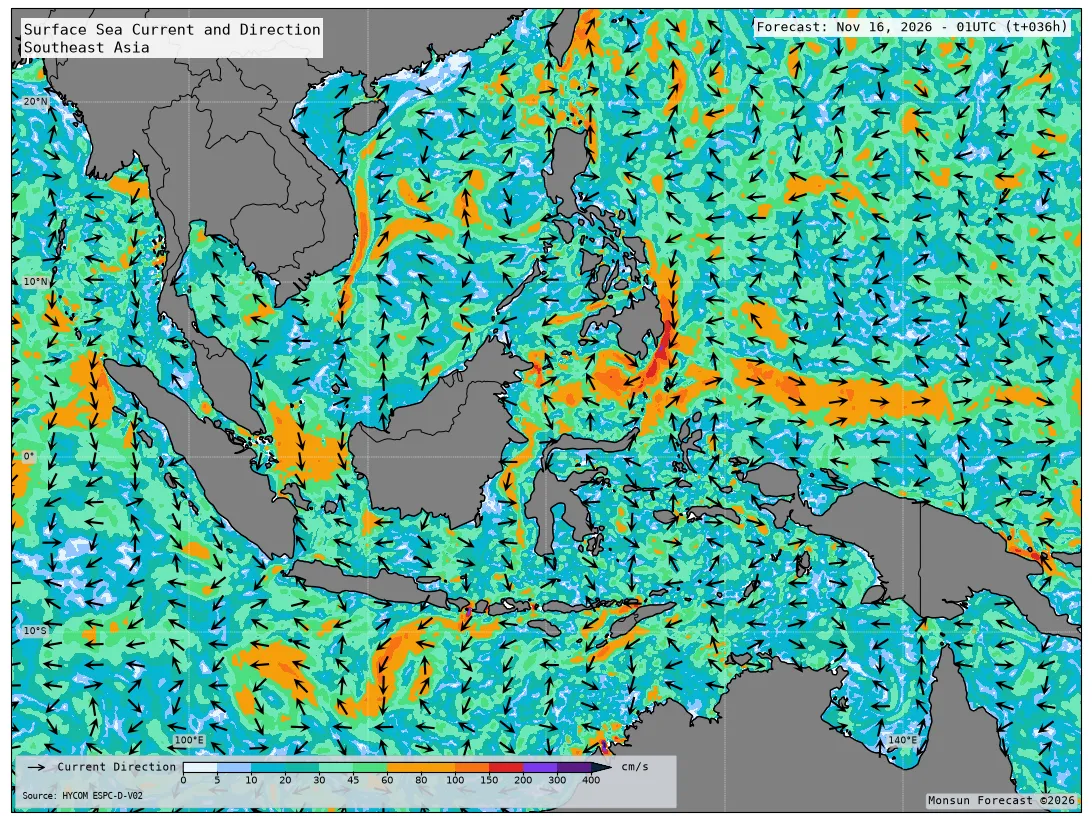 Surface Sea Current and Direction
Southeast Asia
Forecast: Nov 16, 2026 - 01UTC (t+036h)
20°N
10°N
0°
10°S
100°E
140°E
Current Direction
0 5 10 20 30 45 60 80 100 150 200 300 400
cm/s
Source: HYCOM ESPC-D-V02
Monsun Forecast ©2026